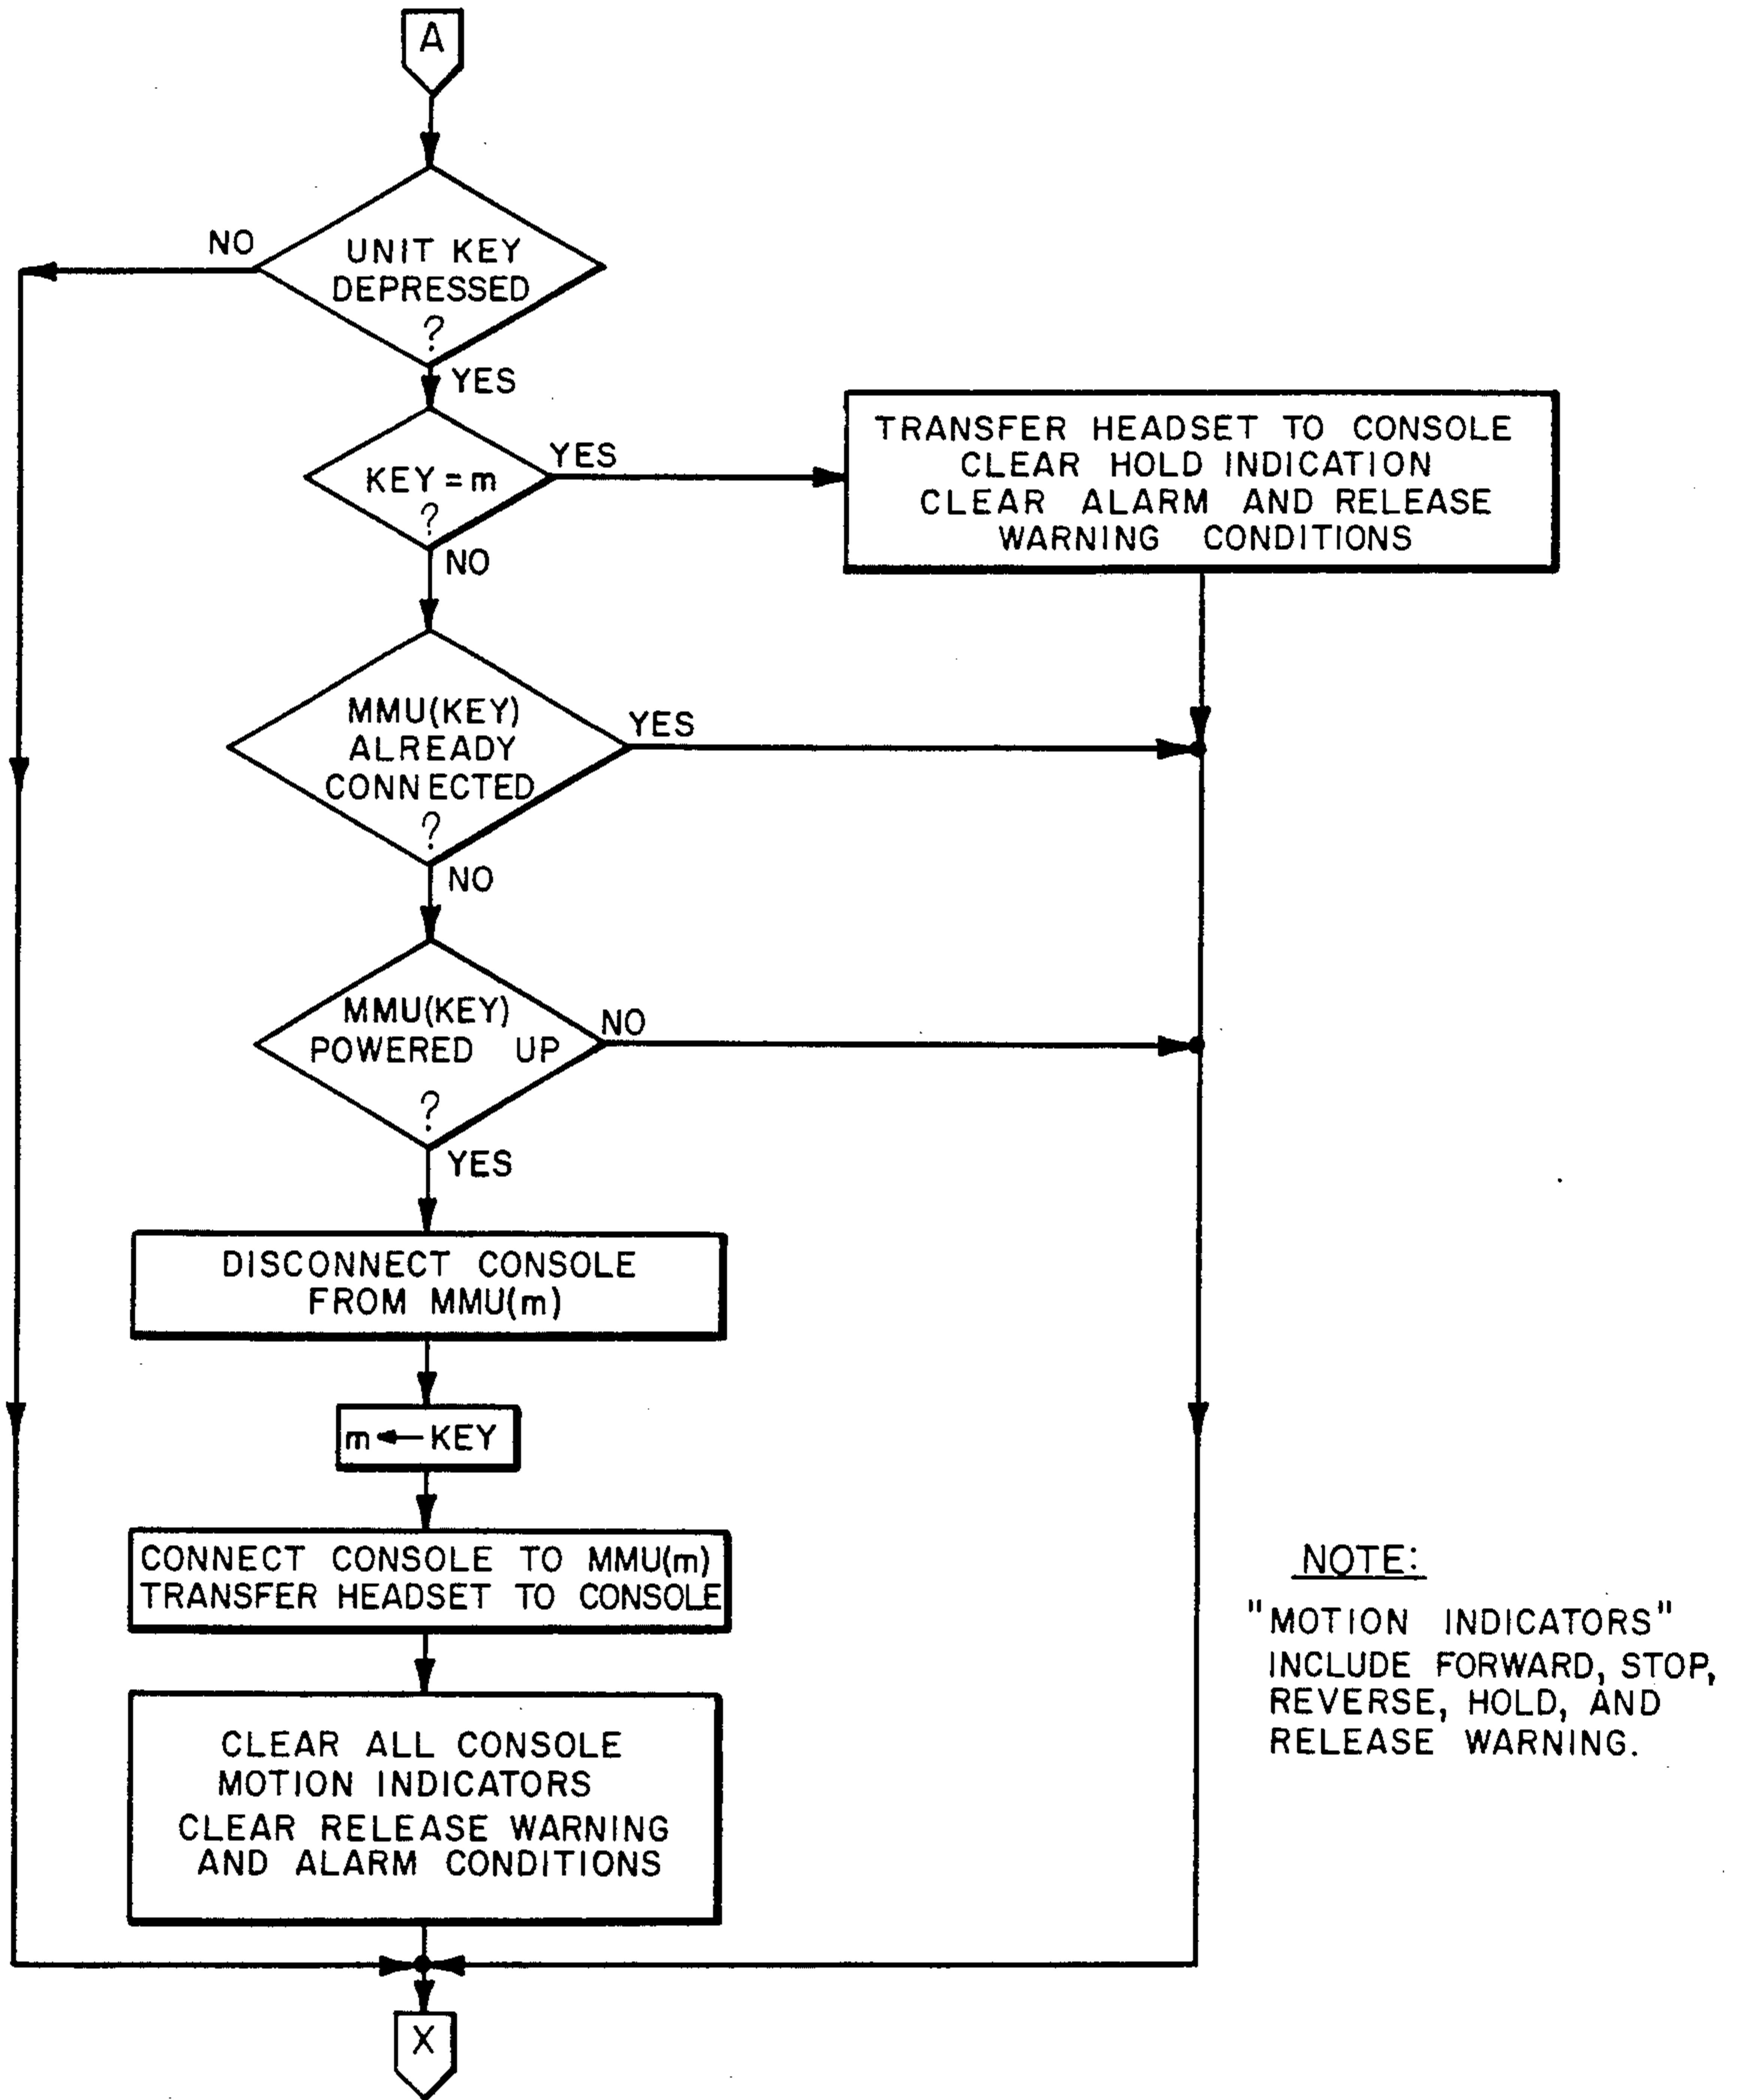 A
UNIT KEY
DEPRESSED
?
NO
YES
KEY = m
?
YES
NO
TRANSFER HEADSET TO CONSOLE
CLEAR HOLD INDICATION
CLEAR ALARM AND RELEASE
WARNING CONDITIONS
MMU(KEY)
ALREADY
CONNECTED
?
YES
NO
MMU(KEY)
POWERED UP
?
NO
YES
DISCONNECT CONSOLE
FROM MMU(m)
m ← KEY
CONNECT CONSOLE TO MMU(m)
TRANSFER HEADSET TO CONSOLE
CLEAR ALL CONSOLE
MOTION INDICATORS
CLEAR RELEASE WARNING
AND ALARM CONDITIONS
X
NOTE:
"MOTION INDICATORS"
INCLUDE FORWARD, STOP,
REVERSE, HOLD, AND
RELEASE WARNING.